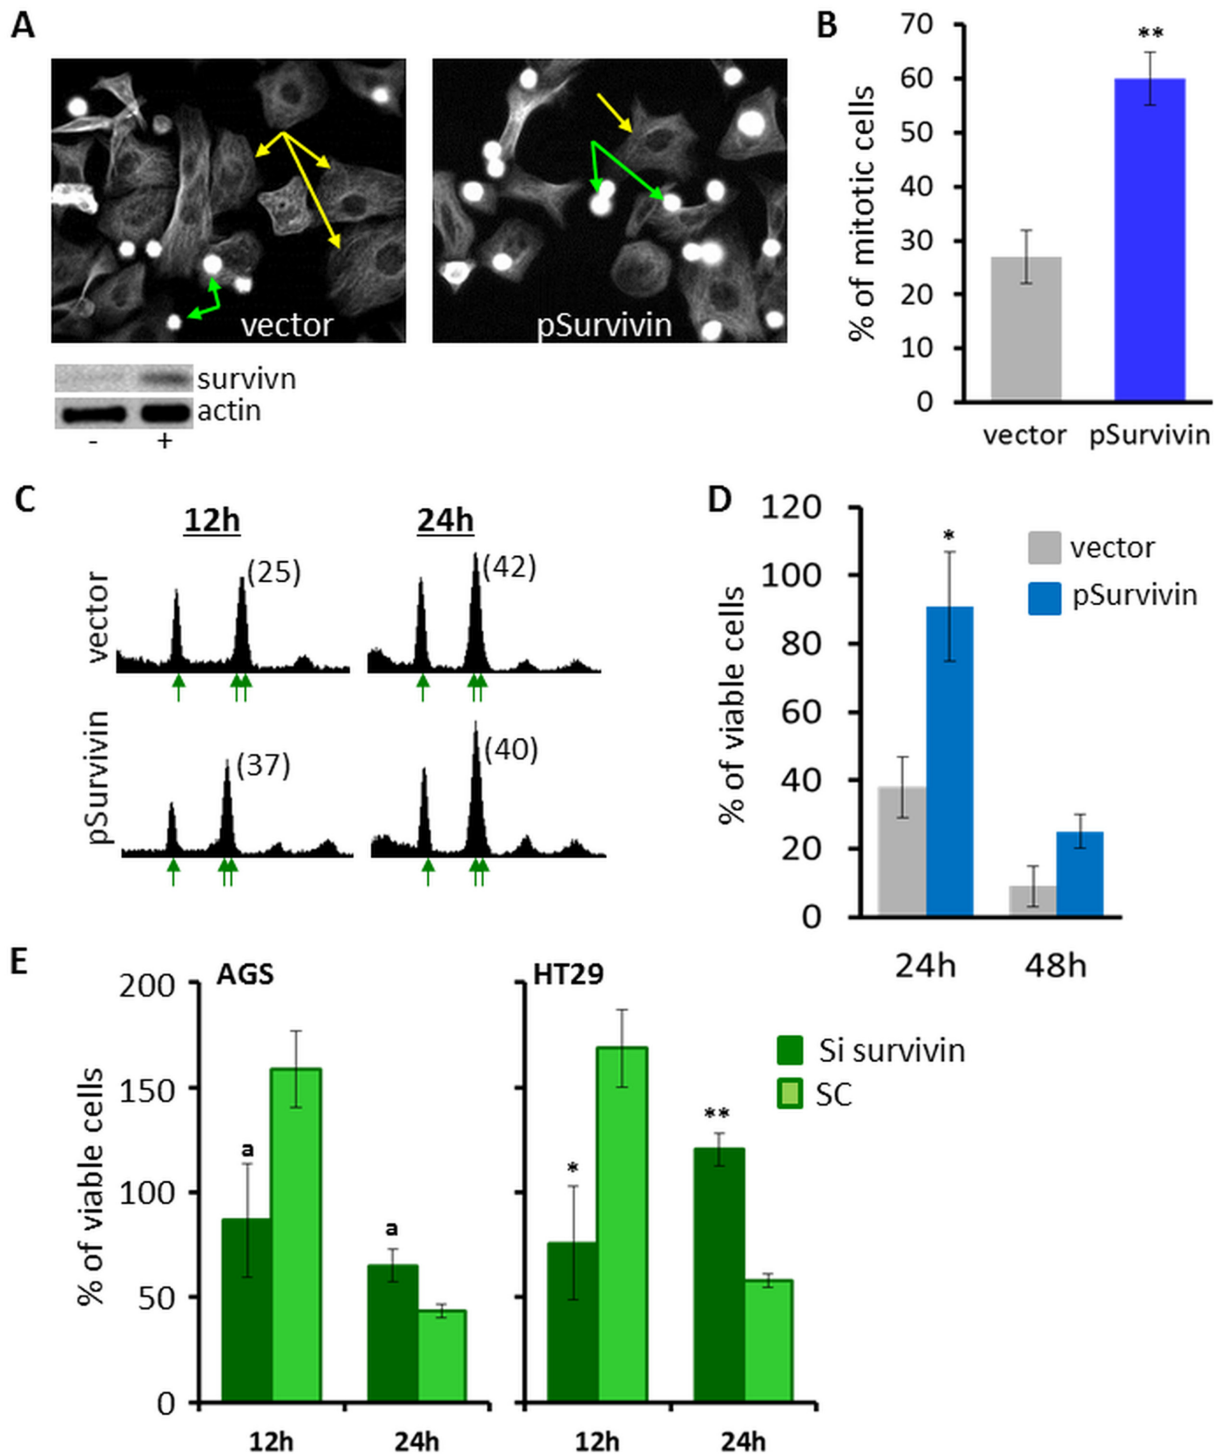 A
vector
pSurvivin
survivn
actin
- +
B
% of mitotic cells
70
60
50
40
30
20
10
0
**
vector pSurvivin
C
12h 24h
vector
(25) (42)
pSurvivin
(37) (40)
D
% of viable cells
120
100
80
60
40
20
0
*
vector
pSurvivin
24h 48h
E
% of viable cells
200
150
100
50
0
AGS
a
a
12h 24h
HT29
*
**
12h 24h
Si survivin
SC